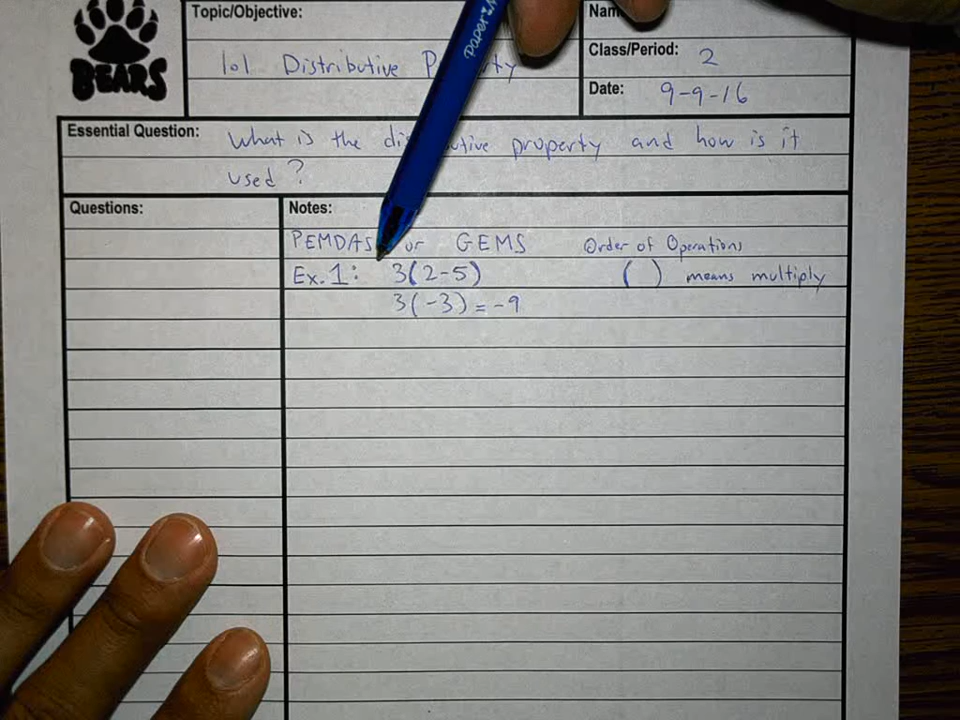 BEARS
Topic/Objective:
1.1 Distributive
Class/Period: 2
Date: 9-9-16
Essential Question: What is the property and how is it
used ?
Questions:
Notes:
PEMDAS or GEMS Order of Operations
Ex. 1: 3(2-5) ( ) means multiply
3(-3) = -9